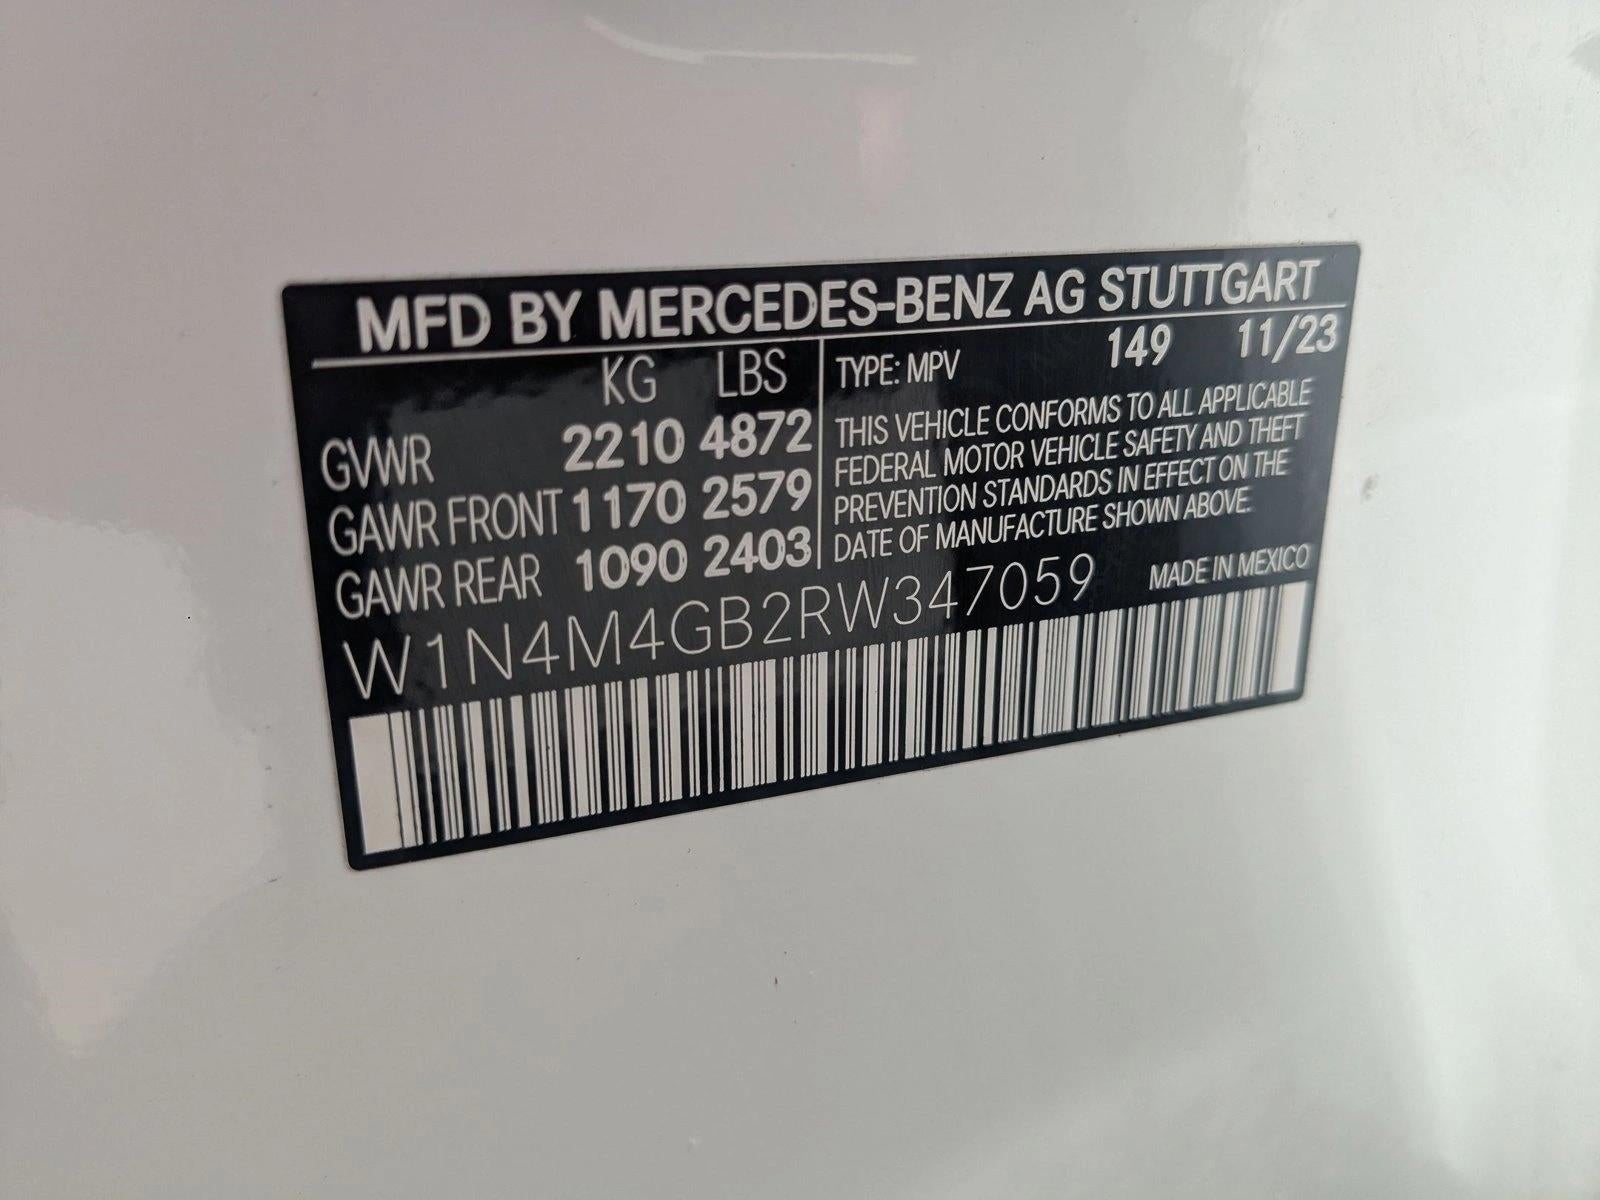 MFD BY MERCEDES-BENZ AG STUTTGART
KG LBS
GVWR 2210 4872
GAWR FRONT 1170 2579
GAWR REAR 1090 2403
TYPE: MPV 149 11/23
THIS VEHICLE CONFORMS TO ALL APPLICABLE
FEDERAL MOTOR VEHICLE SAFETY AND THEFT
PREVENTION STANDARDS IN EFFECT ON THE
DATE OF MANUFACTURE SHOWN ABOVE.
W1N4M4GB2RW347059 MADE IN MEXICO